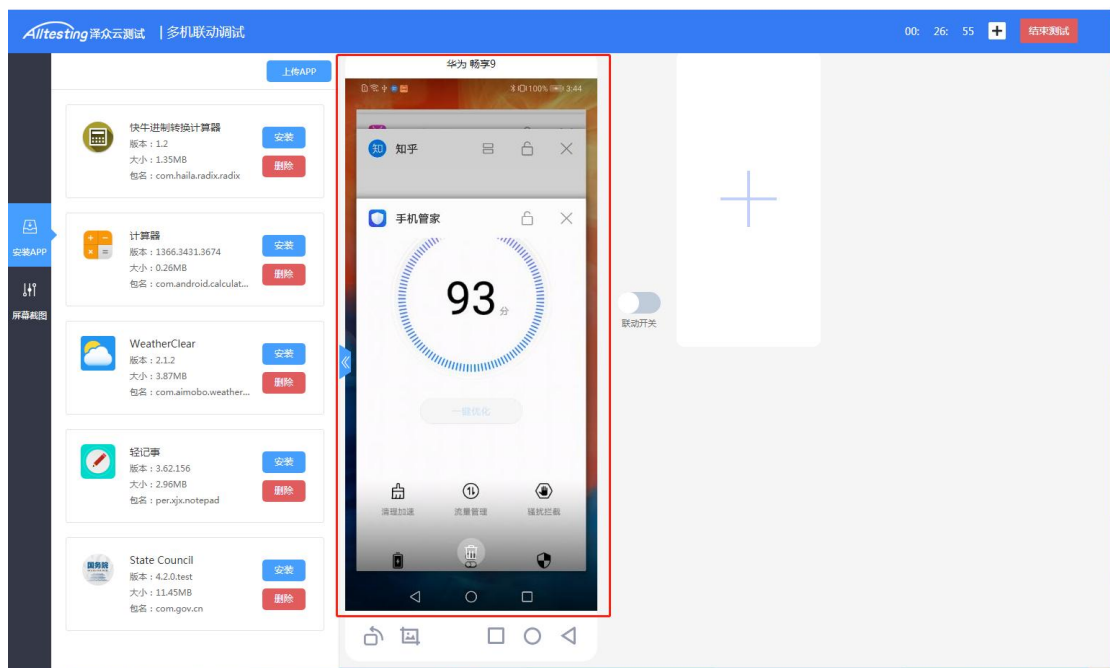 Alltesting泽众云测试 | 多机联动调试
00: 26: 55
结束测试
上传APP
安装APP
屏幕截图
快牛进制转换计算器
版本：1.2
大小：1.35MB
包名：com.haila.radix.radix
安装
删除
计算器
版本：1366.3431.3674
大小：0.26MB
包名：com.android.calculat...
安装
删除
WeatherClear
版本：2.1.2
大小：3.87MB
包名：com.aimobo.weather...
安装
删除
轻记事
版本：3.62.156
大小：2.96MB
包名：per.xjx.notepad
安装
删除
国务院
State Council
版本：4.2.0.test
大小：11.45MB
包名：com.gov.cn
安装
删除
华为 畅享9
100% 3:44
知 知乎
手机管家
93分
一键优化
清理加速
流量管理
骚扰拦截
联动开关